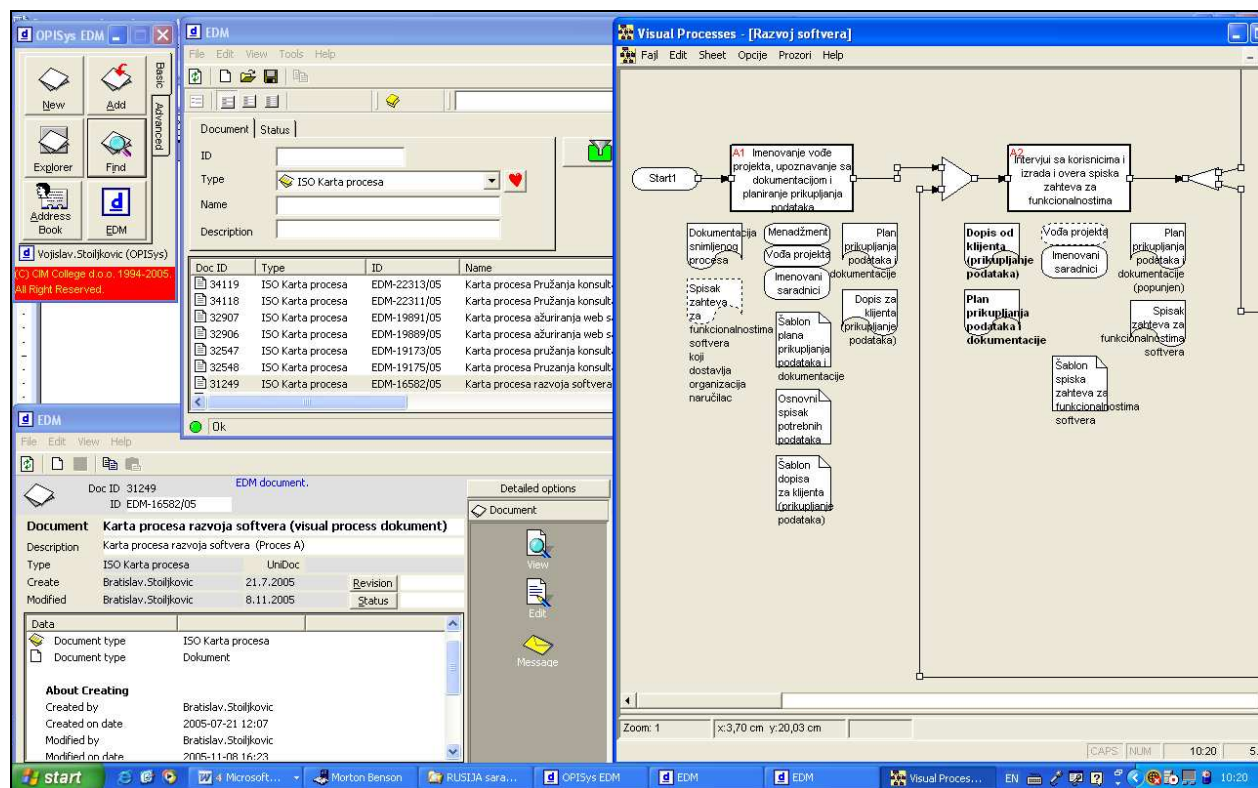 OPISys EDM
New
Add
Explorer
Find
Address
Book
EDM
Basic
Advanced
Vojislav.Stoiljkovic (OPISys)
(C) CIM College d.o.o. 1994-2005.
All Right Reserved.
EDM
File Edit View Tools Help
Document
Status
ID
Type
ISO Karta procesa
Name
Description
Doc ID Type ID Name
34119 ISO Karta procesa EDM-22313/05 Karta procesa Pružanja konsult
34118 ISO Karta procesa EDM-22311/05 Karta procesa Pružanja konsult
32907 ISO Karta procesa EDM-19891/05 Karta procesa ažuriranja web s
32906 ISO Karta procesa EDM-19889/05 Karta procesa ažuriranja web s
32547 ISO Karta procesa EDM-19173/05 Karta procesa pružanja konsult
32548 ISO Karta procesa EDM-19175/05 Karta procesa Pruzanja konsult
31249 ISO Karta procesa EDM-16582/05 Karta procesa razvoja softvera
Ok
EDM
File Edit View Help
Doc ID 31249
EDM document.
ID EDM-16582/05
Document Karta procesa razvoja softvera (visual process dokument)
Description Karta procesa razvoja softvera (Proces A)
Type ISO Karta procesa UniDoc
Create Bratislav.Stoiljkovic 21.7.2005 Revision
Modified Bratislav.Stoiljkovic 8.11.2005 Status
Data
Document type ISO Karta procesa
Document type Dokument
About Creating
Created by Bratislav.Stoiljkovic
Created on date 2005-07-21 12:07
Modified by Bratislav.Stoiljkovic
Modified on date 2005-11-08 16:23
Detailed options
Document
View
Edit
Message
Visual Processes - [Razvoj softvera]
Fajl Edit Sheet Opcije Prozori Help
Start1
A1 Imenovanje vođe
projekta, upoznavanje sa
dokumentacijom i
planiranje prikupljanja
podataka
A2
Intervjui sa korisnicima i
izrada i overa spiska
zahteva za
funkcionalnostima
Dokumentacija
snimljenog
procesa
Spisak
zahteva
za
funkcionalnostima
softvera
koji
dostavlja
organizacija
naručilac
Menadžment
Vođa projekta
Imenovani
saradnici
Šablon
plana
prikupljanja
podataka i
dokumentacije
Osnovni
spisak
potrebnih
podataka
Šablon
dopisa
za klijenta
(prikupljanje
podataka)
Plan
prikupljanja
podataka i
dokumentacije
Dopis za
klijenta
(prikupljanje
podataka)
Dopis od
klijenta
(prikupljanje
podataka)
Plan
prikupljanja
podataka i
dokumentacije
Vođa projekta
Imenovani
saradnici
Šablon
spiska
zahteva za
funkcionalnostima
softvera
Plan
prikupljanja
podataka i
dokumentacije
(popunjen)
Spisak
zahteva za
funkcionalnostima
softvera
Zoom: 1 x:3,70 cm y:20,03 cm
CAPS NUM 10:20 5.
start
4 Microsoft...
Morton Benson
RUSIJA sara...
OPISys EDM
EDM
EDM
Visual Proces...
EN
10:20